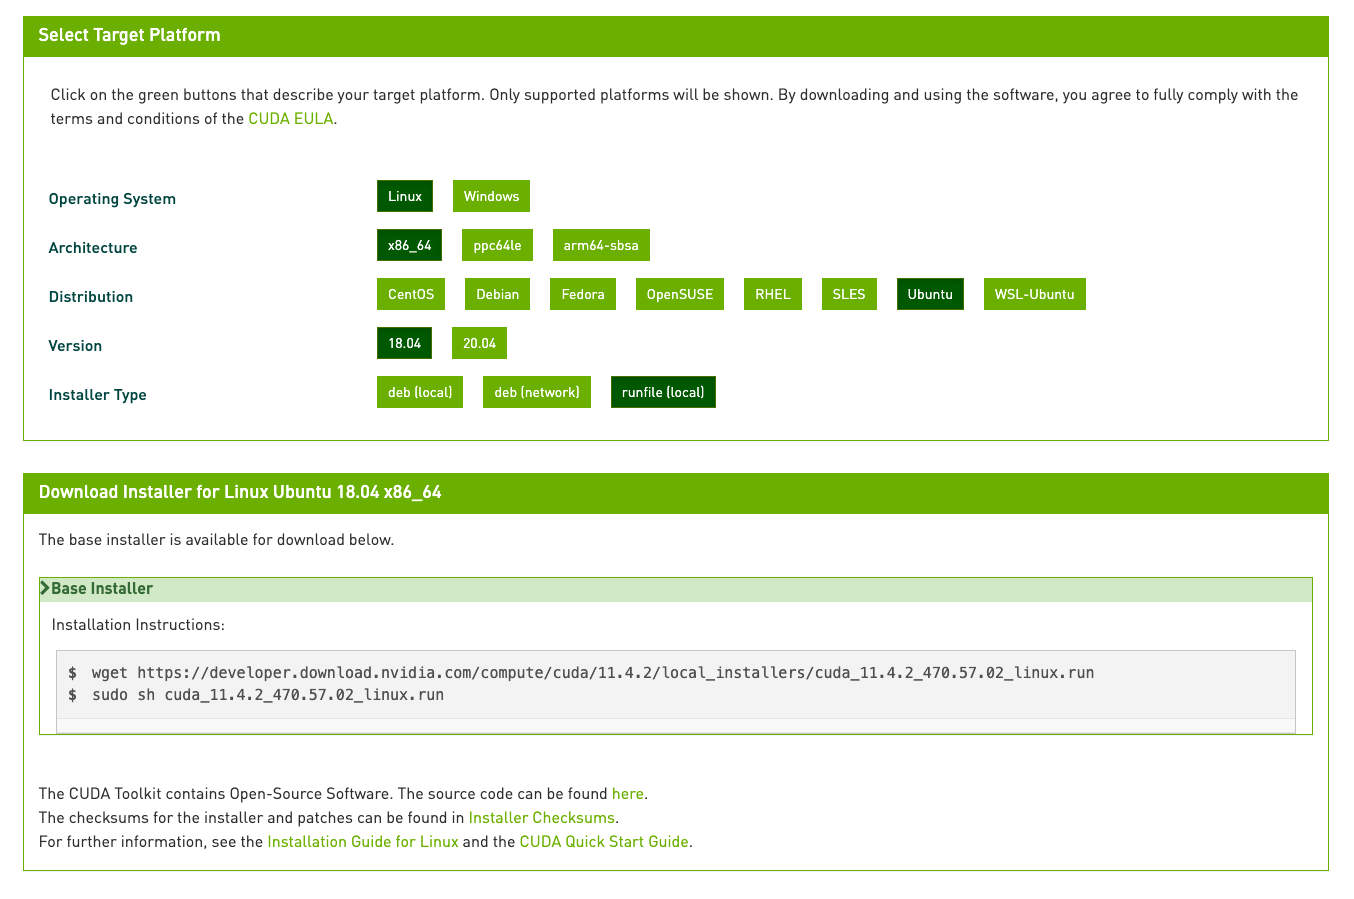 Select Target Platform
Click on the green buttons that describe your target platform. Only supported platforms will be shown. By downloading and using the software, you agree to fully comply with the
terms and conditions of the CUDA EULA.
Operating System Linux Windows
Architecture x86_64 ppc64le arm64-sbsa
Distribution CentOS Debian Fedora OpenSUSE RHEL SLES Ubuntu WSL-Ubuntu
Version 18.04 20.04
Installer Type deb (local) deb (network) runfile (local)
Download Installer for Linux Ubuntu 18.04 x86_64
The base installer is available for download below.
Base Installer
Installation Instructions:
$ wget https://developer.download.nvidia.com/compute/cuda/11.4.2/local_installers/cuda_11.4.2_470.57.02_linux.run
$ sudo sh cuda_11.4.2_470.57.02_linux.run
The CUDA Toolkit contains Open-Source Software. The source code can be found here.
The checksums for the installer and patches can be found in Installer Checksums.
For further information, see the Installation Guide for Linux and the CUDA Quick Start Guide.